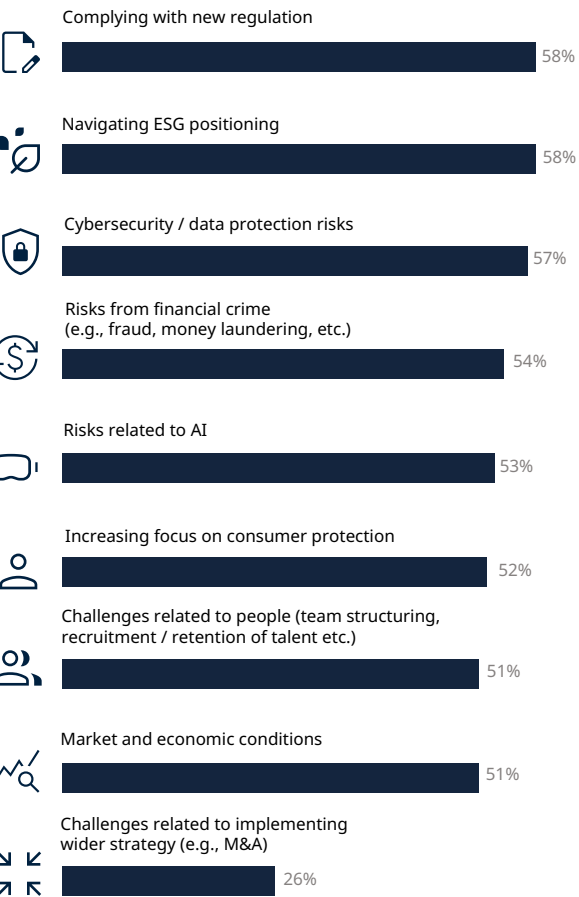 Complying with new regulation
58%
Navigating ESG positioning
58%
Cybersecurity / data protection risks
57%
Risks from financial crime
(e.g., fraud, money laundering, etc.)
54%
Risks related to AI
53%
Increasing focus on consumer protection
52%
Challenges related to people (team structuring,
recruitment / retention of talent etc.)
51%
Market and economic conditions
51%
Challenges related to implementing
wider strategy (e.g., M&A)
26%